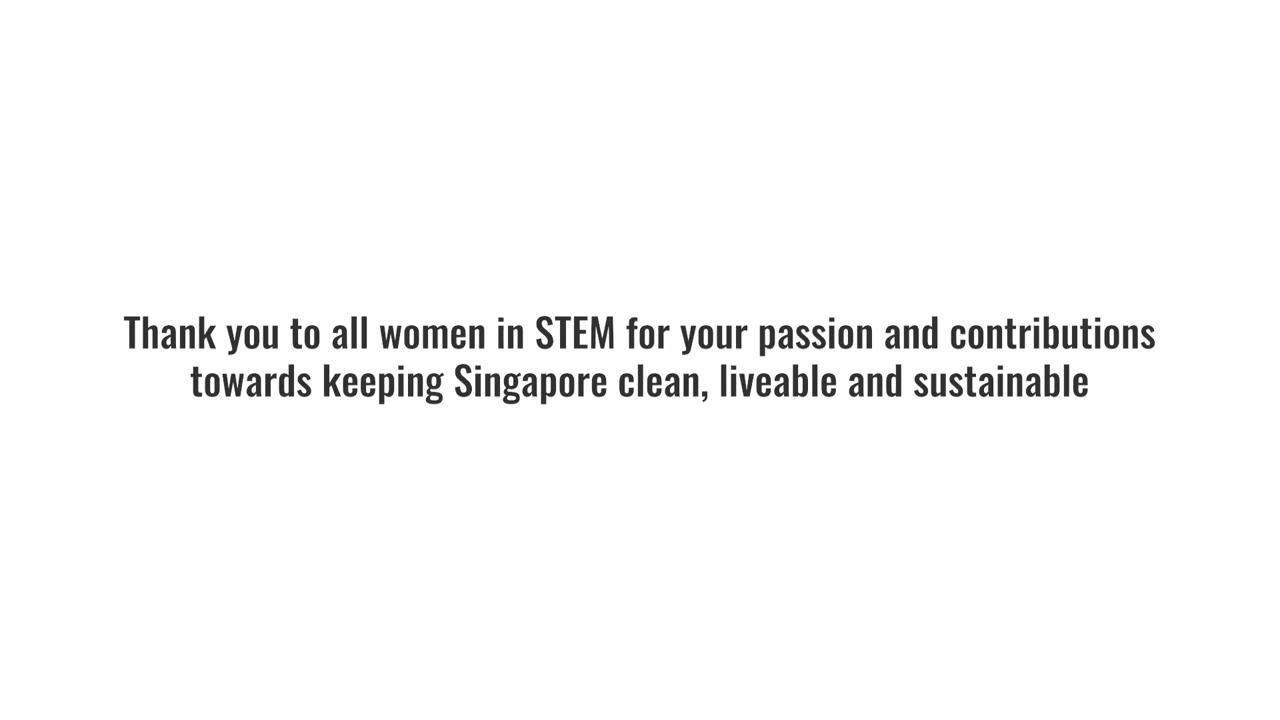 Thank you to all women in STEM for your passion and contributions
towards keeping Singapore clean, liveable and sustainable